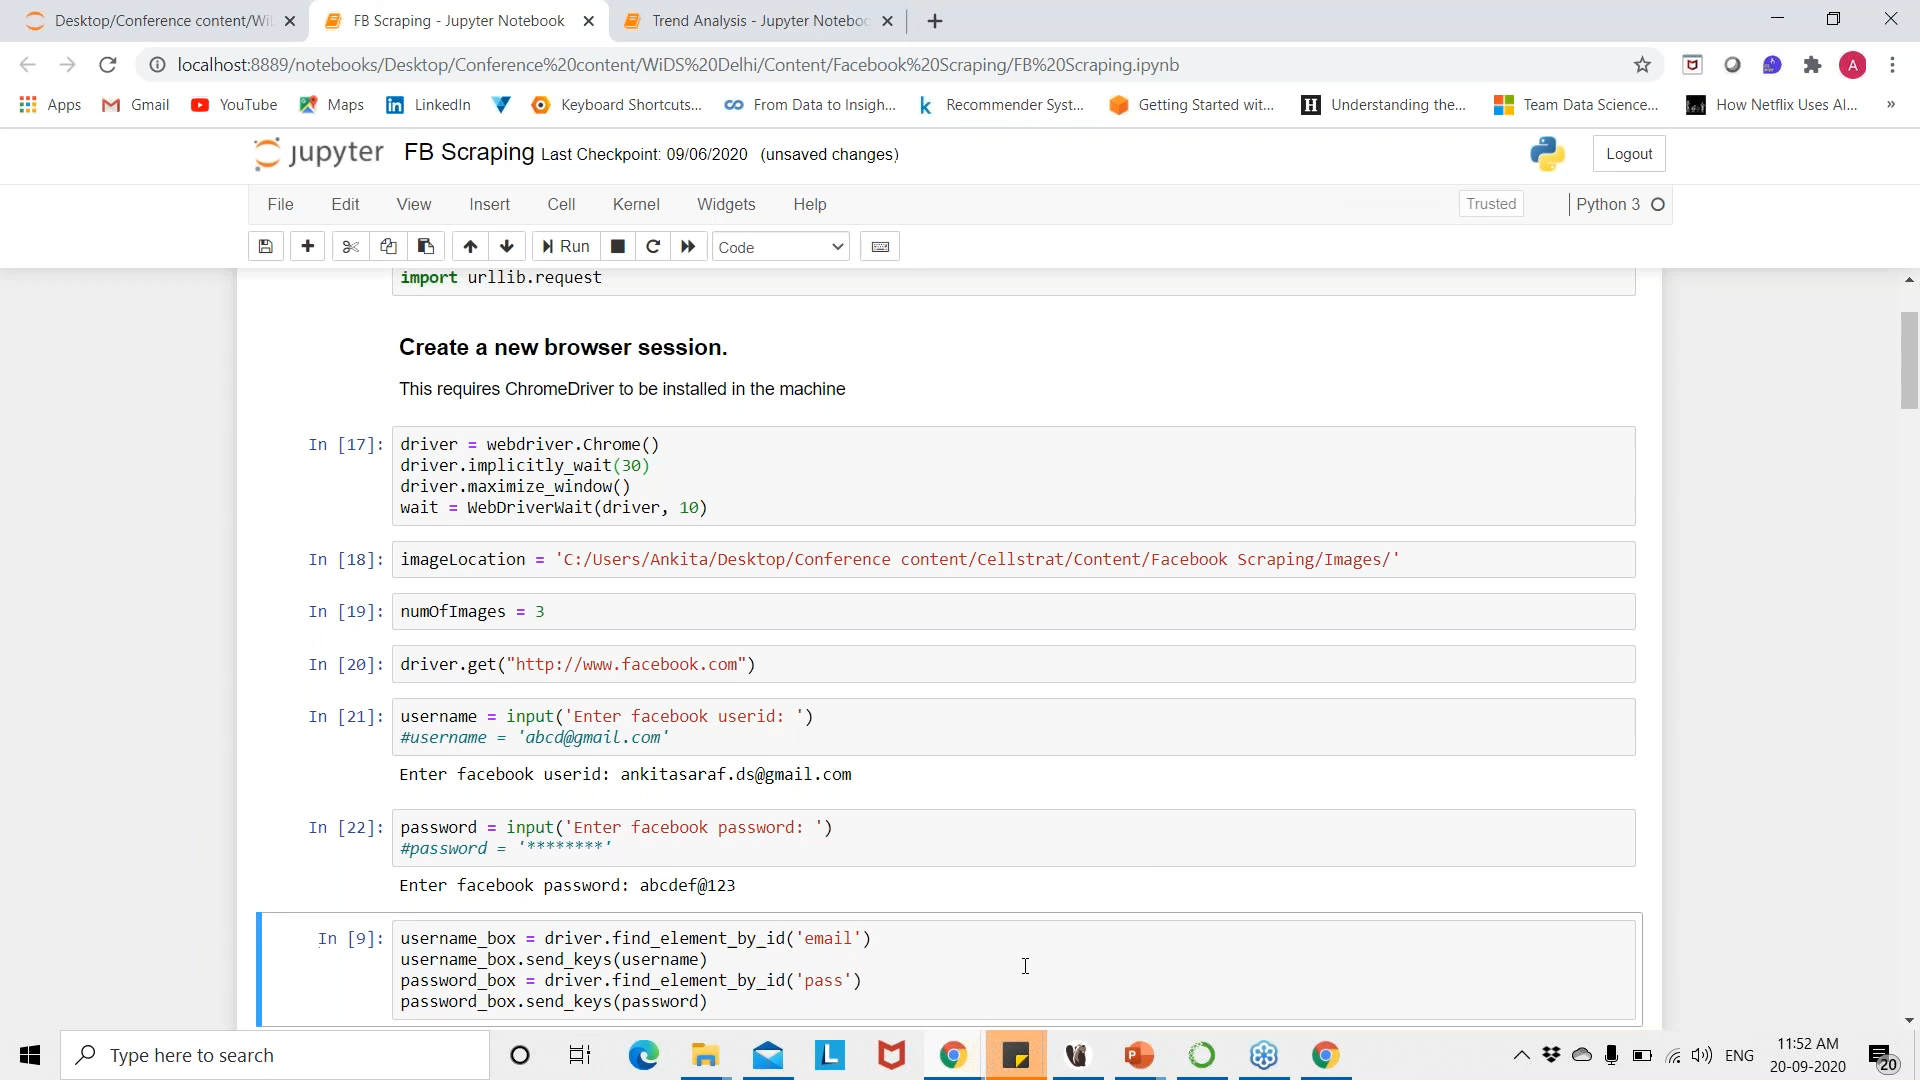 Desktop/Conference content/Wi
FB Scraping - Jupyter Notebook
Trend Analysis - Jupyter Notebo
localhost:8889/notebooks/Desktop/Conference%20content/WiDS%20Delhi/Content/Facebook%20Scraping/FB%20Scraping.ipynb
A
Apps
Gmail
YouTube
Maps
LinkedIn
Keyboard Shortcuts...
From Data to Insigh...
Recommender Syst...
Getting Started wit...
Understanding the...
Team Data Science...
How Netflix Uses AI...
jupyter FB Scraping Last Checkpoint: 09/06/2020 (unsaved changes)
Logout
File Edit View Insert Cell Kernel Widgets Help
Trusted
Python 3
Run
Code
import urllib.request
Create a new browser session.
This requires ChromeDriver to be installed in the machine
In [17]: driver = webdriver.Chrome()
driver.implicitly_wait(30)
driver.maximize_window()
wait = WebDriverWait(driver, 10)
In [18]: imageLocation = 'C:/Users/Ankita/Desktop/Conference content/Cellstrat/Content/Facebook Scraping/Images/'
In [19]: numOfImages = 3
In [20]: driver.get("http://www.facebook.com")
In [21]: username = input('Enter facebook userid: ')
#username = 'abcd@gmail.com'
Enter facebook userid: ankitasaraf.ds@gmail.com
In [22]: password = input('Enter facebook password: ')
#password = '********'
Enter facebook password: abcdef@123
In [9]: username_box = driver.find_element_by_id('email')
username_box.send_keys(username)
password_box = driver.find_element_by_id('pass')
password_box.send_keys(password)
Type here to search
ENG
11:52 AM
20-09-2020
20